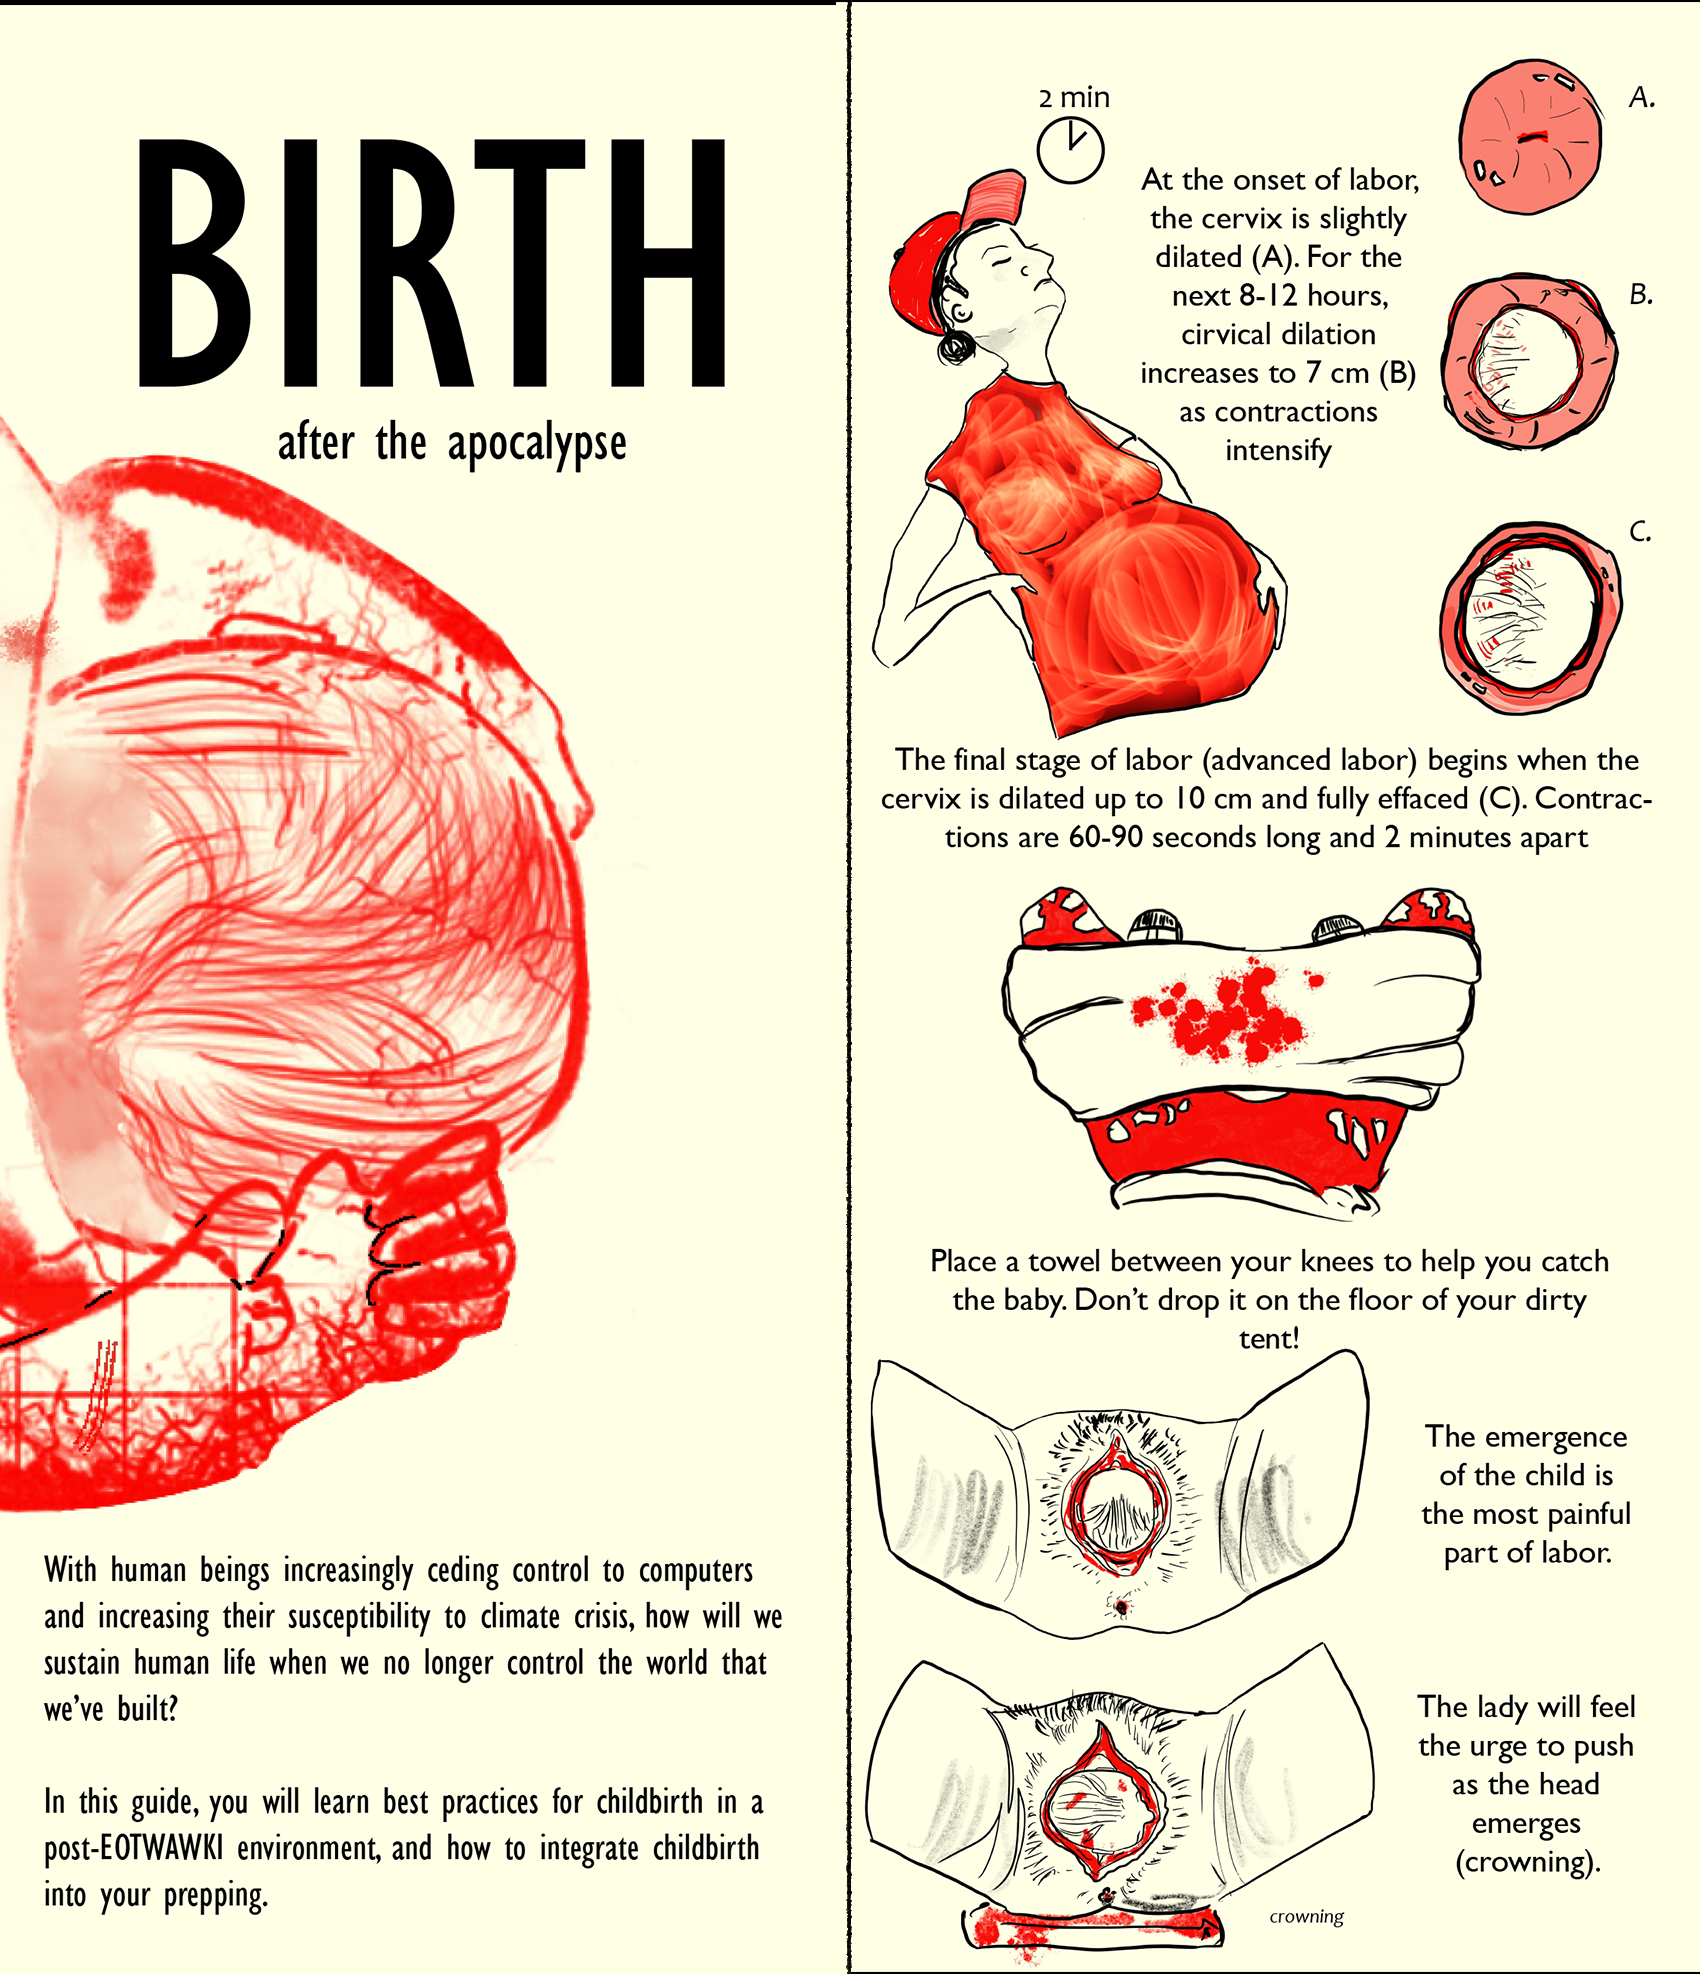 BIRTH
after the apocalypse
With human beings increasingly ceding control to computers
and increasing their susceptibility to climate crisis, how will we
sustain human life when we no longer control the world that
we've built?
In this guide, you will learn best practices for childbirth in a
post-EOTWAWKI environment, and how to integrate childbirth
into your prepping.
2 min
At the onset of labor,
the cervix is slightly
dilated (A). For the
next 8-12 hours,
cirvical dilation
increases to 7 cm (B)
as contractions
intensify
A.
B.
C.
The final stage of labor (advanced labor) begins when the
cervix is dilated up to 10 cm and fully effaced (C). Contrac-
tions are 60-90 seconds long and 2 minutes apart
Place a towel between your knees to help you catch
the baby. Don't drop it on the floor of your dirty
tent!
The emergence
of the child is
the most painful
part of labor.
The lady will feel
the urge to push
as the head
emerges
(crowning).
crowning